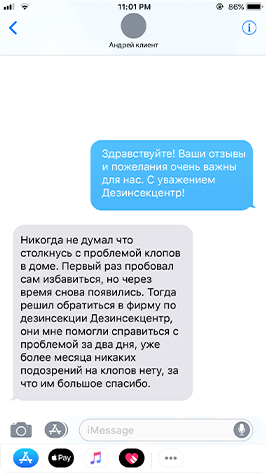 11:01 PM
86%
Андрей клиент
Здравствуйте! Ваши отзывы
и пожелания очень важны
для нас. С уважением
Дезинсекцентр!
Никогда не думал что
столкнусь с проблемой клопов
в доме. Первый раз пробовал
сам избавиться, но через
время снова появились. Тогда
решил обратиться в фирму по
дезинсекции Дезинсекцентр,
они мне помогли справиться с
проблемой за два дня, уже
более месяца никаких
подозрений на клопов нету, за
что им большое спасибо.
iMessage
Pay